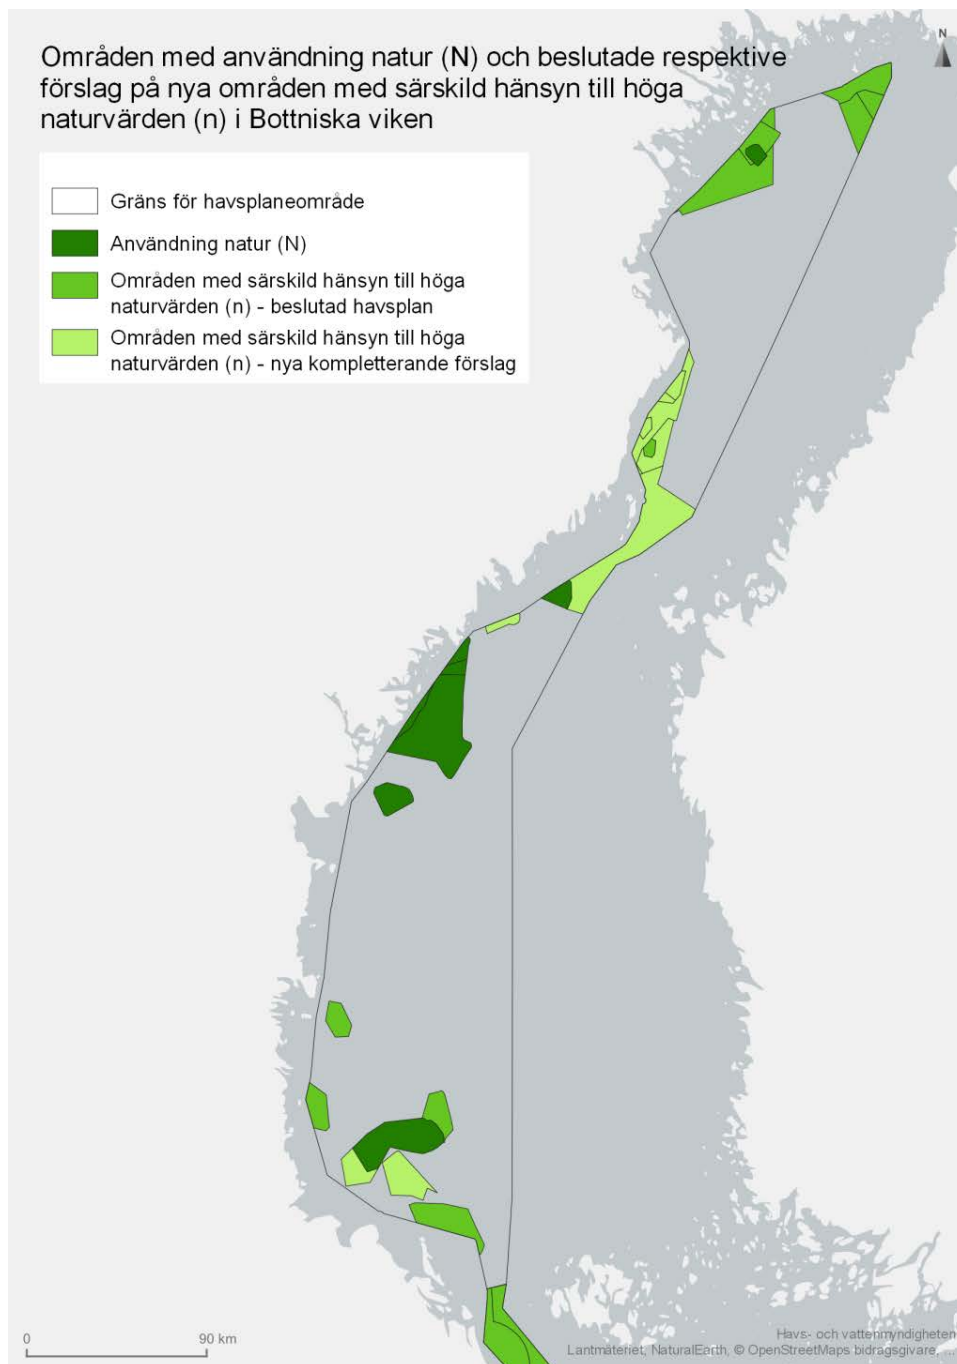 Områden med användning natur (N) och beslutade respektive
förslag på nya områden med särskild hänsyn till höga
naturvärden (n) i Bottniska viken
N
Gräns för havsplaneområde
Användning natur (N)
Områden med särskild hänsyn till höga
naturvärden (n) - beslutad havsplan
Områden med särskild hänsyn till höga
naturvärden (n) - nya kompletterande förslag
0 90 km
Havs- och vattenmyndigheten
Lantmäteriet, NaturalEarth, © OpenStreetMaps bidragsgivare, ...